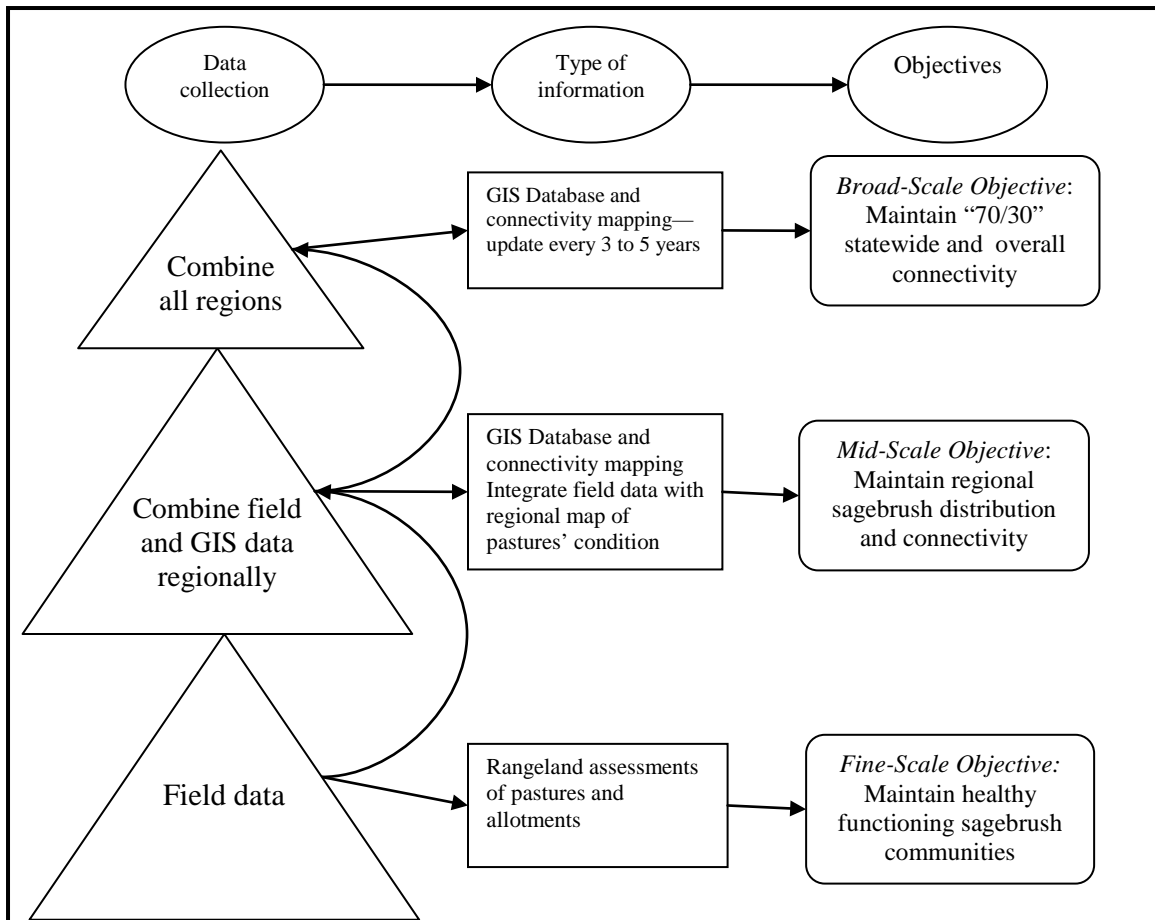 Data
collection
Type of
information
Objectives
Combine
all regions
GIS Database and
connectivity mapping—
update every 3 to 5 years
Broad-Scale Objective:
Maintain “70/30”
statewide and overall
connectivity
Combine field
and GIS data
regionally
GIS Database and
connectivity mapping
Integrate field data with
regional map of
pastures’ condition
Mid-Scale Objective:
Maintain regional
sagebrush distribution
and connectivity
Field data
Rangeland assessments
of pastures and
allotments
Fine-Scale Objective:
Maintain healthy
functioning sagebrush
communities